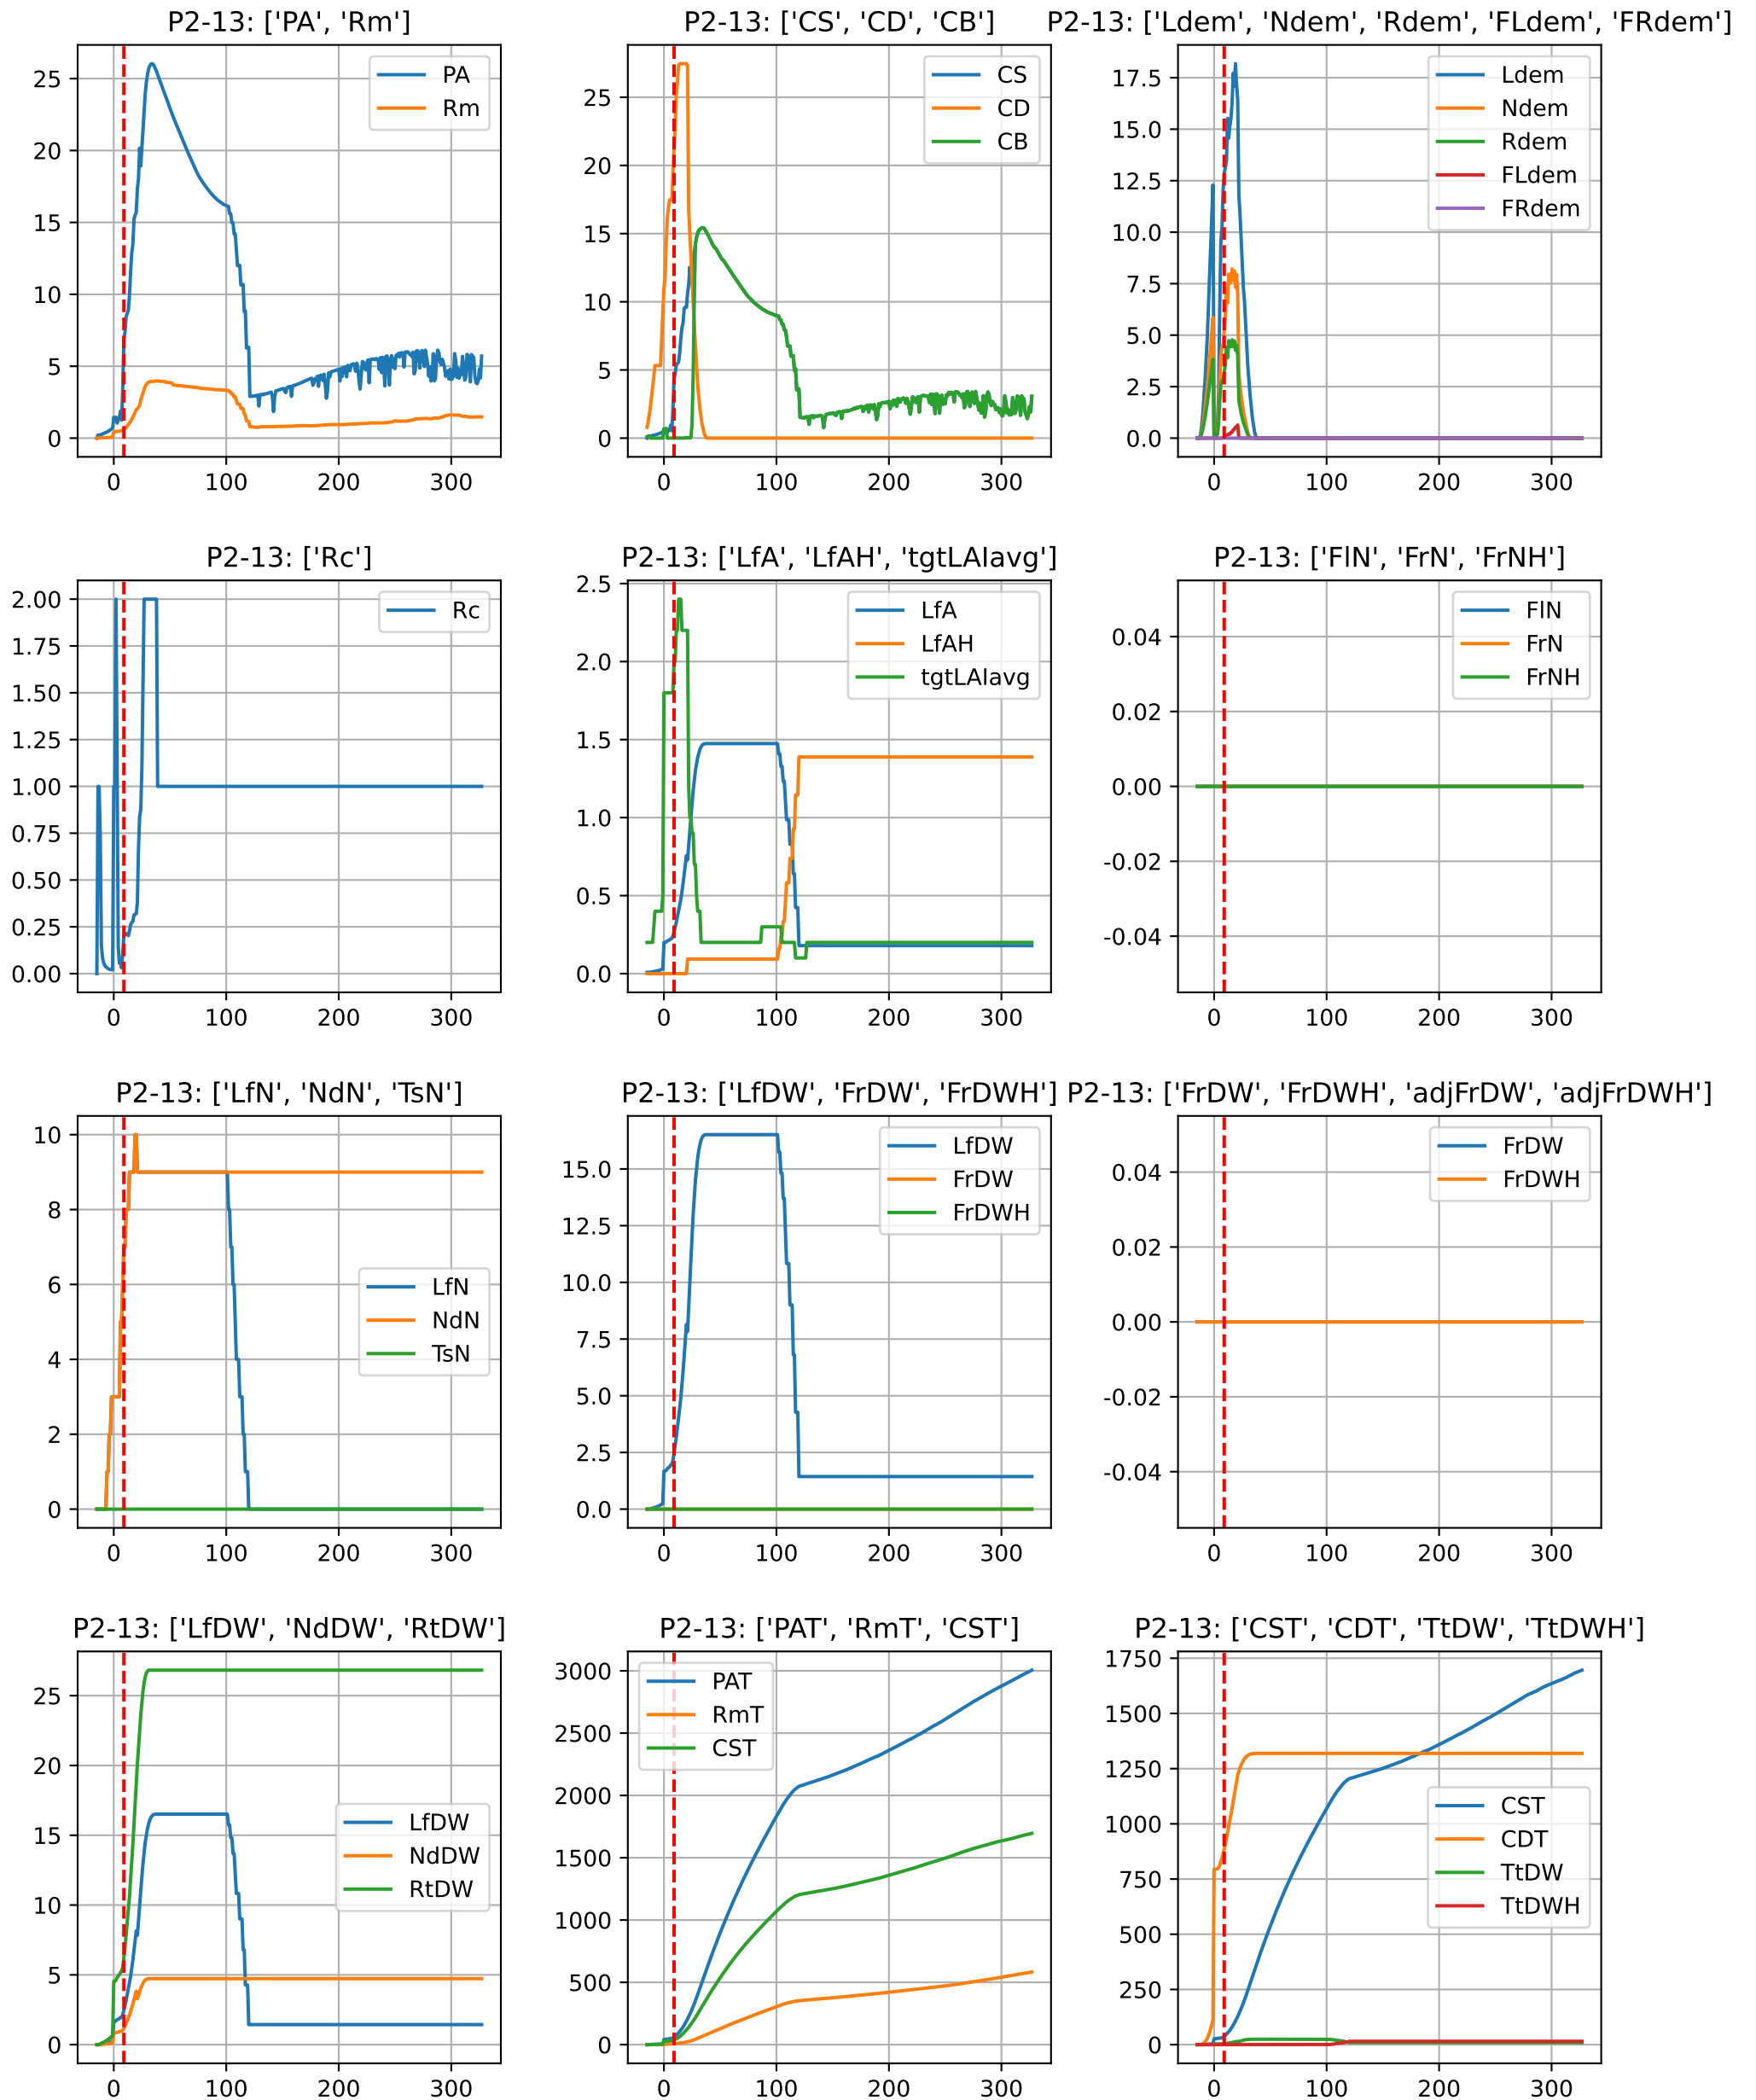 P2-13: ['PA', 'Rm']
25
20
15
10
5
0
0 100 200 300
PA
Rm
P2-13: ['CS', 'CD', 'CB']
25
20
15
10
5
0
0 100 200 300
CS
CD
CB
P2-13: ['Ldem', 'Ndem', 'Rdem', 'FLdem', 'FRdem']
17.5
15.0
12.5
10.0
7.5
5.0
2.5
0.0
0 100 200 300
Ldem
Ndem
Rdem
FLdem
FRdem
P2-13: ['Rc']
2.00
1.75
1.50
1.25
1.00
0.75
0.50
0.25
0.00
0 100 200 300
Rc
P2-13: ['LfA', 'LfAH', 'tgtLAIavg']
2.5
2.0
1.5
1.0
0.5
0.0
0 100 200 300
LfA
LfAH
tgtLAIavg
P2-13: ['FlN', 'FrN', 'FrNH']
0.04
0.02
0.00
-0.02
-0.04
0 100 200 300
FlN
FrN
FrNH
P2-13: ['LfN', 'NdN', 'TsN']
10
8
6
4
2
0
0 100 200 300
LfN
NdN
TsN
P2-13: ['LfDW', 'FrDW', 'FrDWH']
15.0
12.5
10.0
7.5
5.0
2.5
0.0
0 100 200 300
LfDW
FrDW
FrDWH
P2-13: ['FrDW', 'FrDWH', 'adjFrDW', 'adjFrDWH']
0.04
0.02
0.00
-0.02
-0.04
0 100 200 300
FrDW
FrDWH
P2-13: ['LfDW', 'NdDW', 'RtDW']
25
20
15
10
5
0
0 100 200 300
LfDW
NdDW
RtDW
P2-13: ['PAT', 'RmT', 'CST']
3000
2500
2000
1500
1000
500
0
0 100 200 300
PAT
RmT
CST
P2-13: ['CST', 'CDT', 'TtDW', 'TtDWH']
1750
1500
1250
1000
750
500
250
0
0 100 200 300
CST
CDT
TtDW
TtDWH